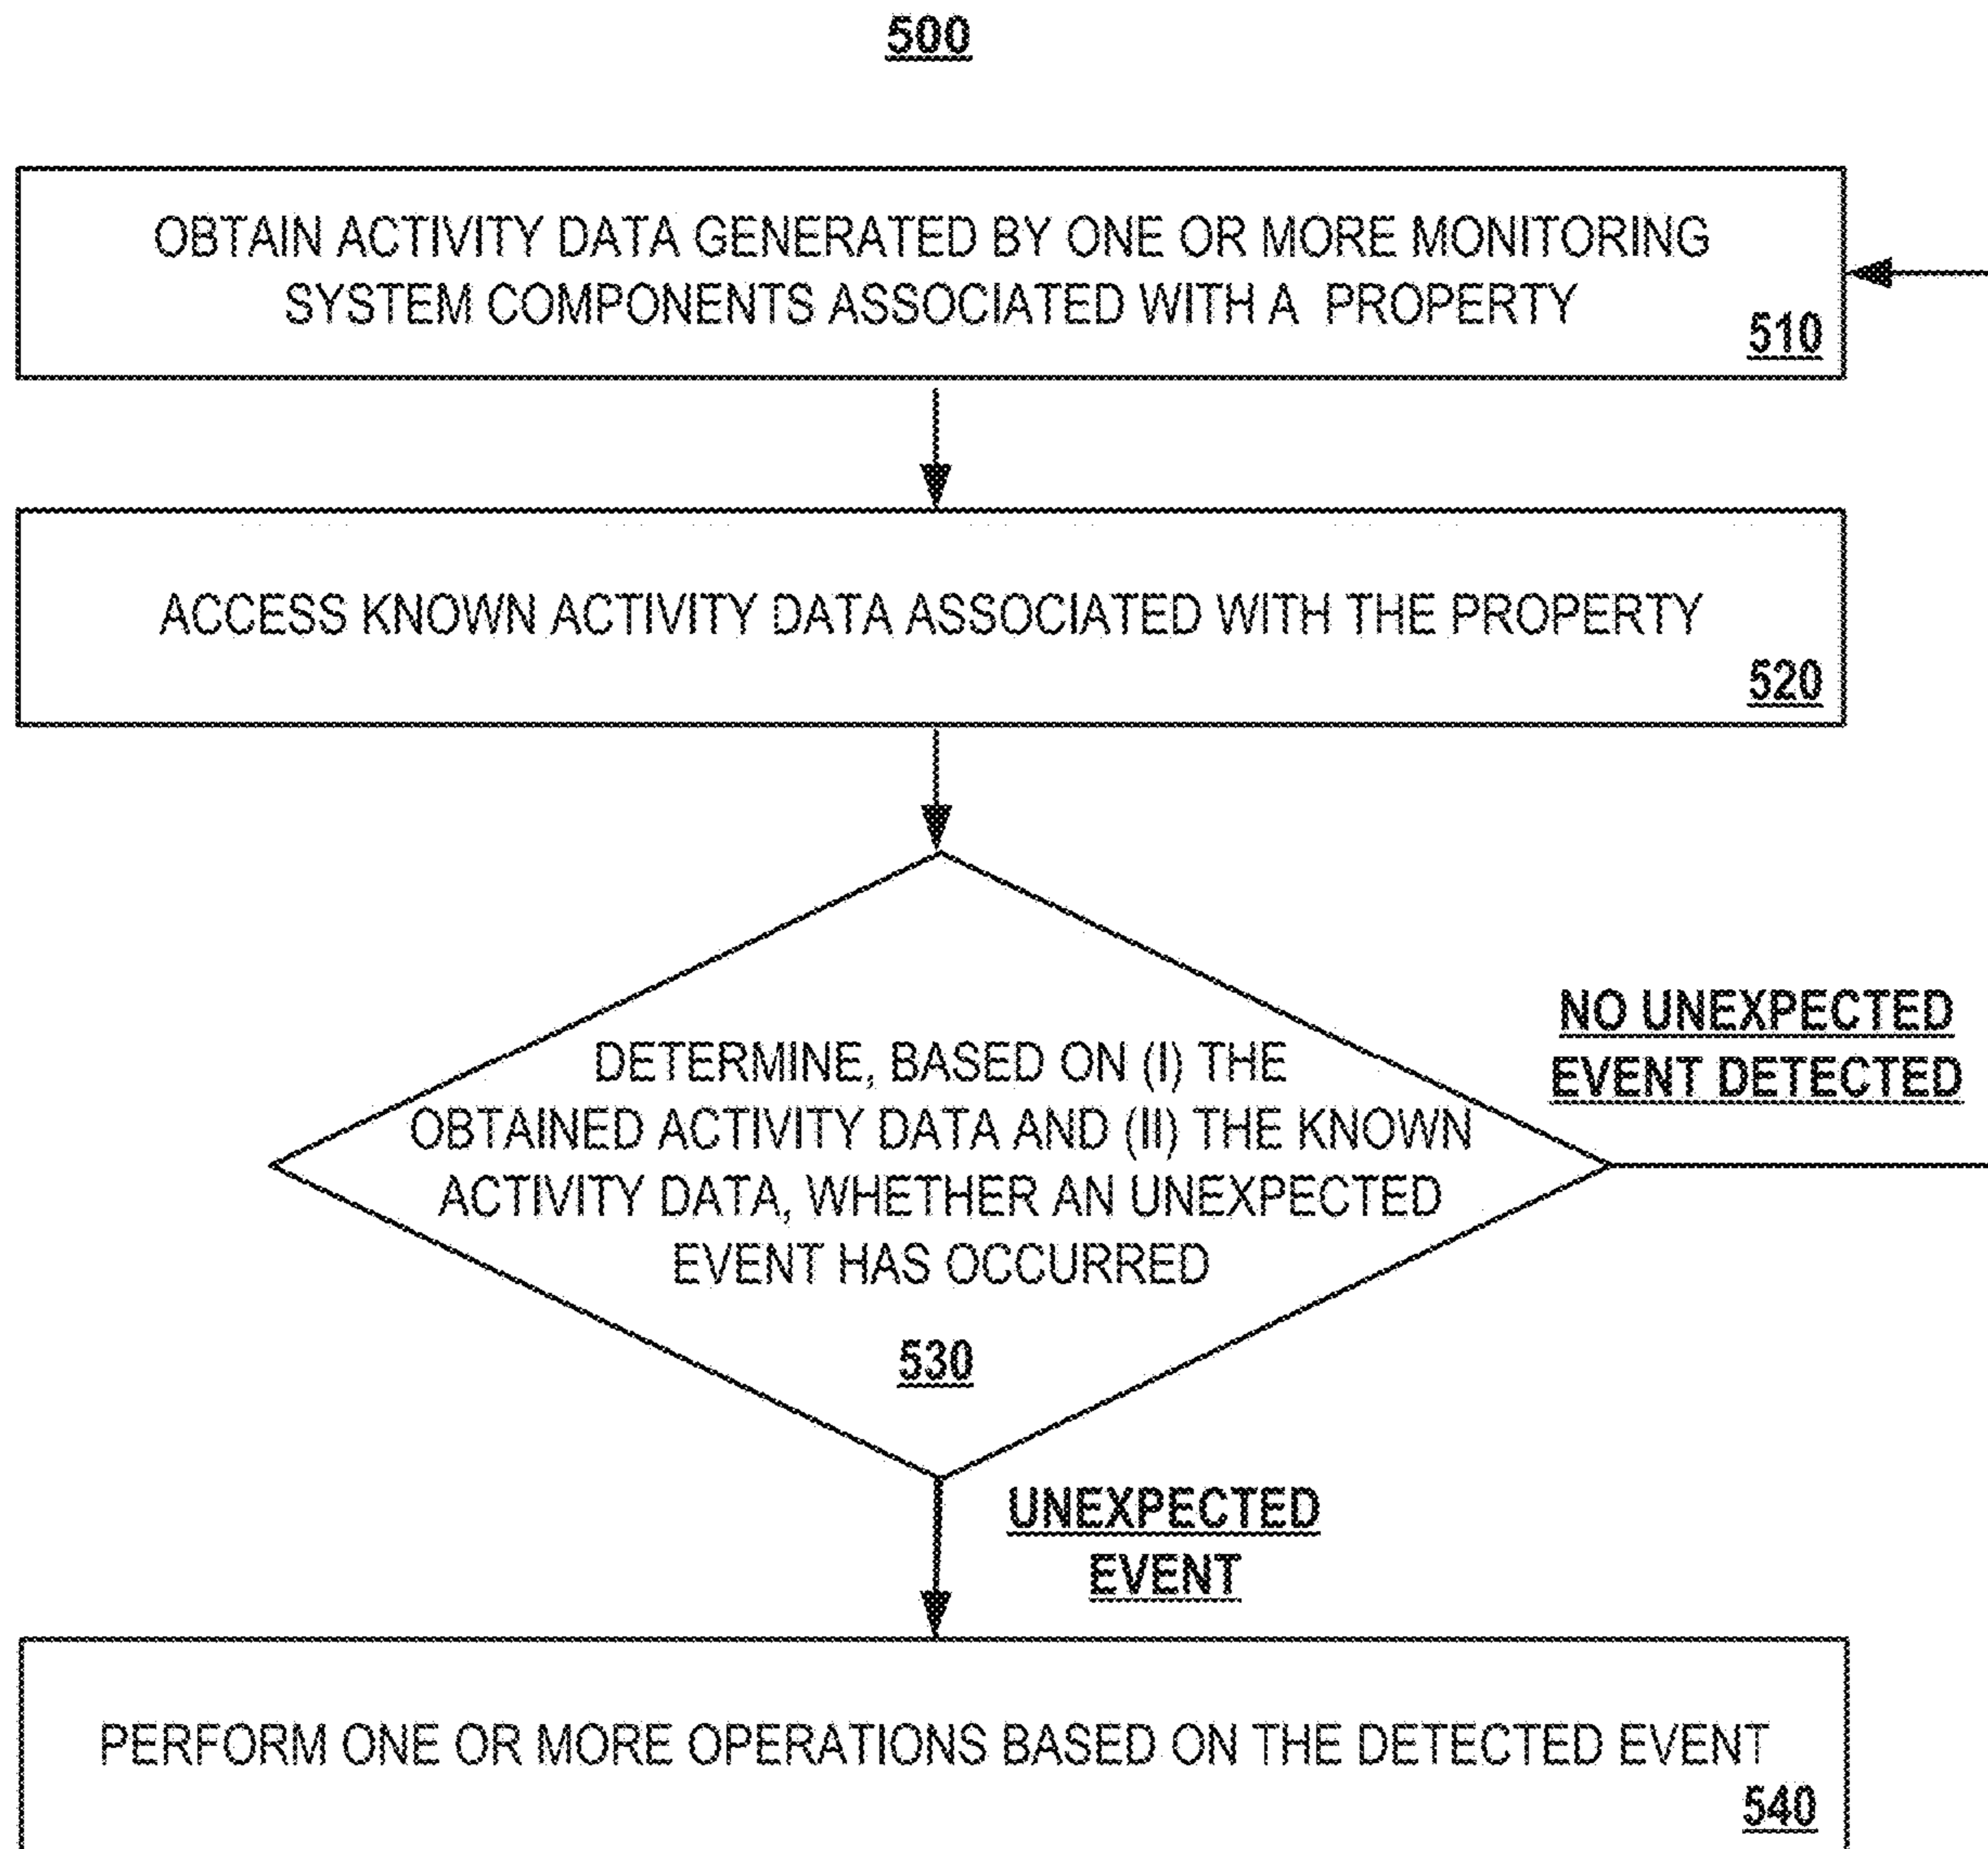 500
OBTAIN ACTIVITY DATA GENERATED BY ONE OR MORE MONITORING
SYSTEM COMPONENTS ASSOCIATED WITH A PROPERTY
510
ACCESS KNOWN ACTIVITY DATA ASSOCIATED WITH THE PROPERTY
520
DETERMINE, BASED ON (I) THE
OBTAINED ACTIVITY DATA AND (II) THE KNOWN
ACTIVITY DATA, WHETHER AN UNEXPECTED
EVENT HAS OCCURRED
530
NO UNEXPECTED
EVENT DETECTED
UNEXPECTED
EVENT
PERFORM ONE OR MORE OPERATIONS BASED ON THE DETECTED EVENT
540